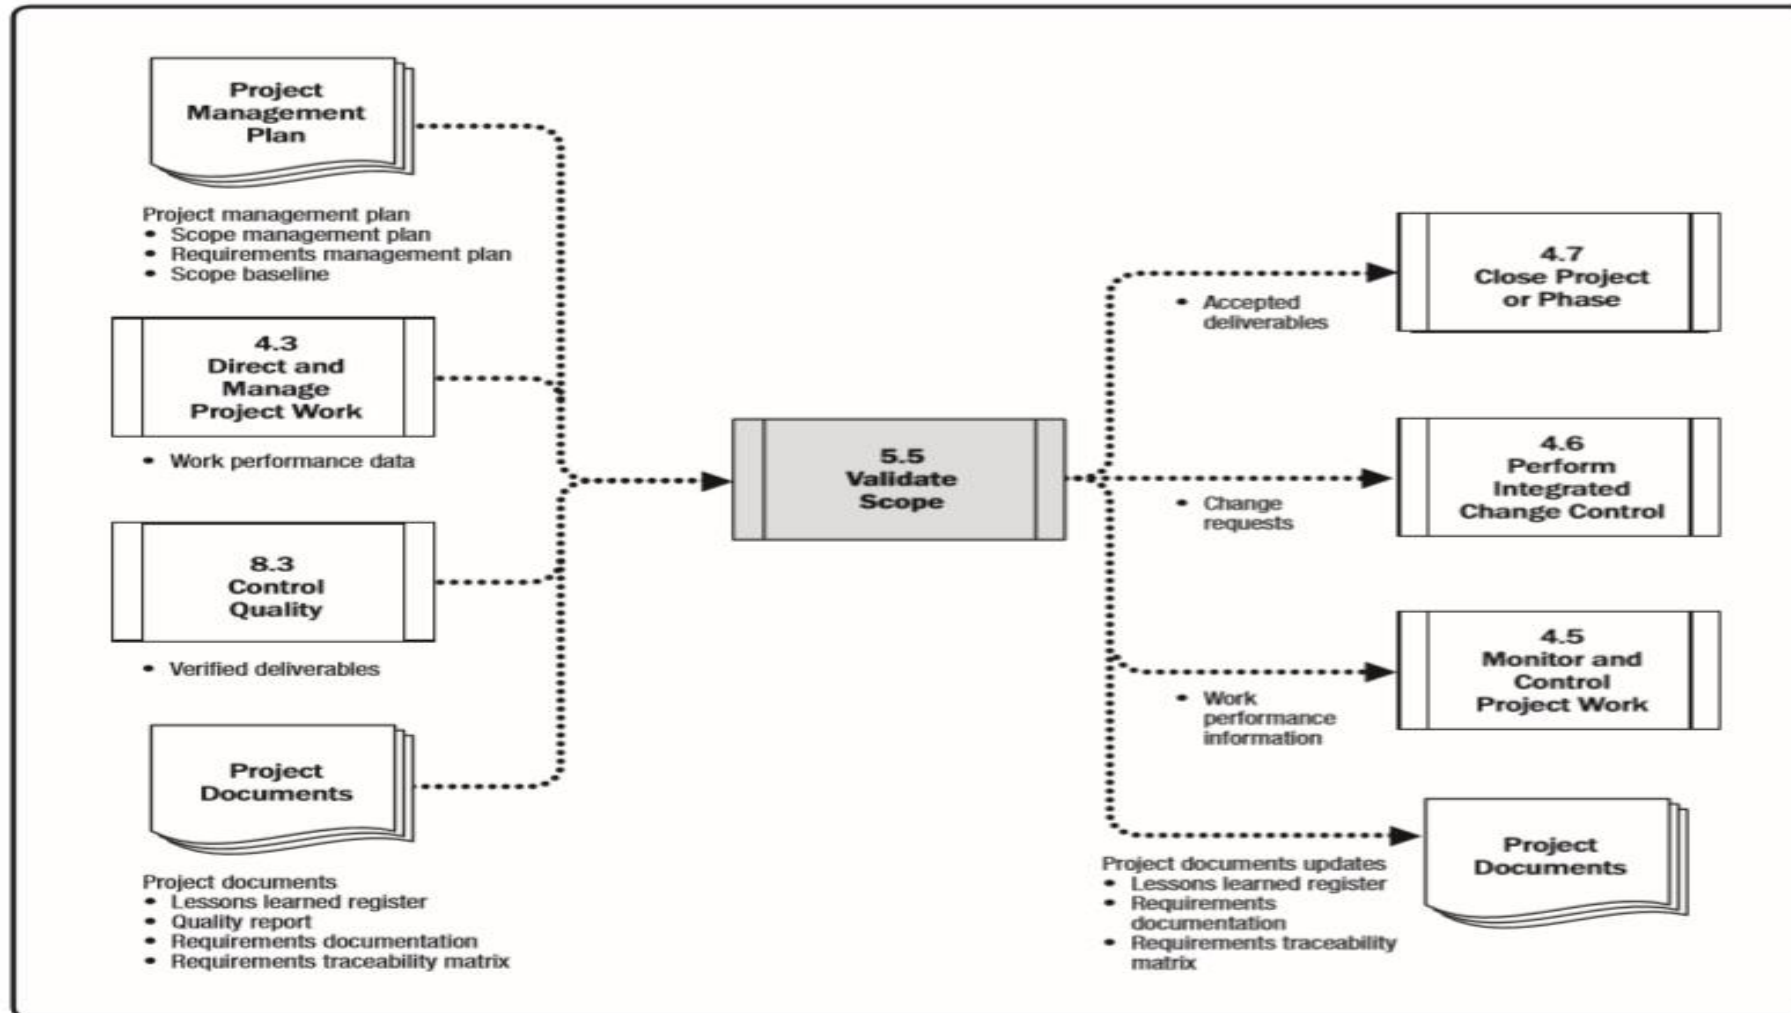 Project
Management
Plan
Project management plan
• Scope management plan
• Requirements management plan
• Scope baseline
4.3
Direct and
Manage
Project Work
• Work performance data
8.3
Control
Quality
• Verified deliverables
Project
Documents
Project documents
• Lessons learned register
• Quality report
• Requirements documentation
• Requirements traceability matrix
5.5
Validate
Scope
• Accepted
deliverables
4.7
Close Project
or Phase
• Change
requests
4.6
Perform
Integrated
Change Control
• Work
performance
information
4.5
Monitor and
Control
Project Work
Project documents updates
• Lessons learned register
• Requirements
documentation
• Requirements traceability
matrix
Project
Documents